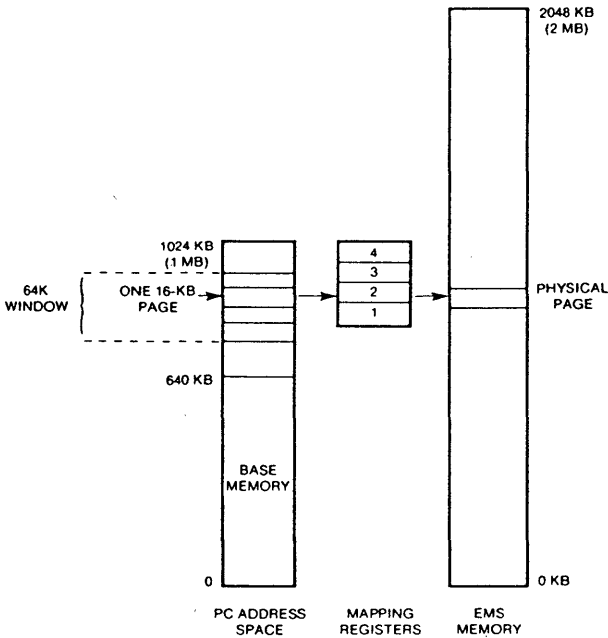 2048 KB
(2 MB)
1024 KB
(1 MB)
4
3
2
1
64K
WINDOW
ONE 16-KB
PAGE
PHYSICAL
PAGE
640 KB
BASE
MEMORY
0
0 KB
PC ADDRESS
SPACE
MAPPING
REGISTERS
EMS
MEMORY